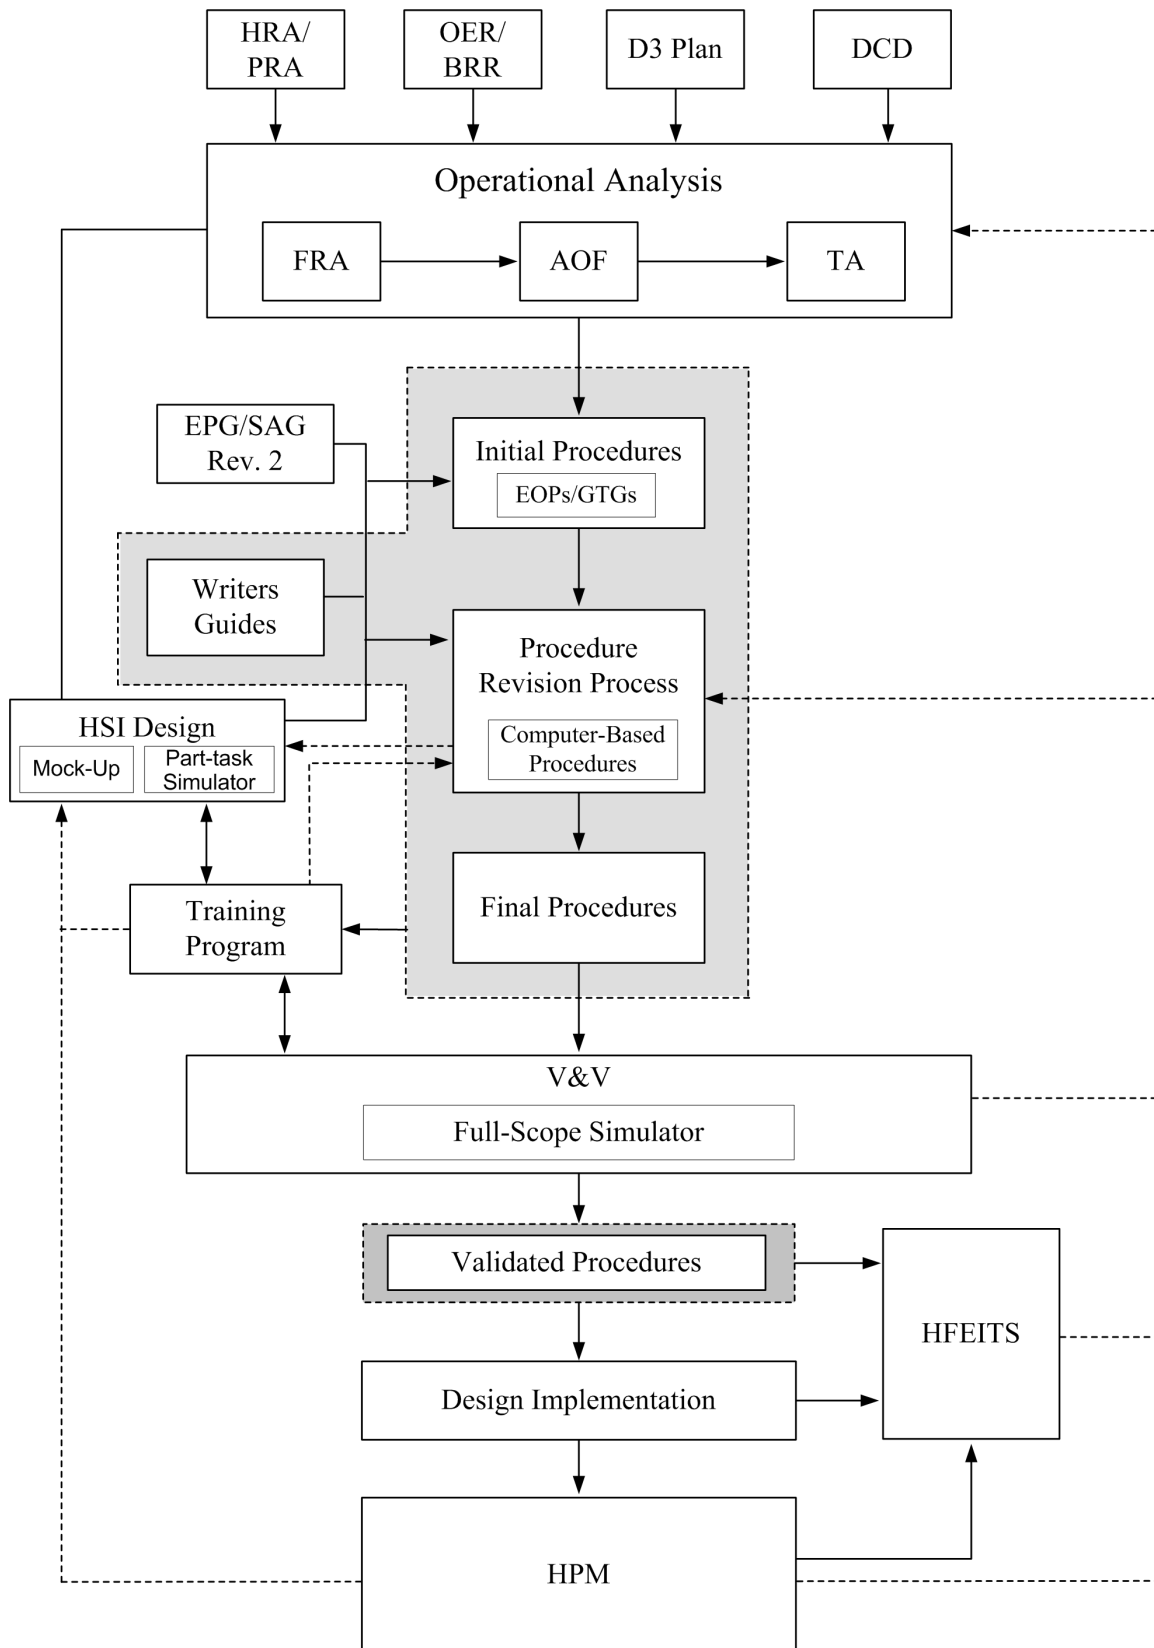 HRA/
PRA
OER/
BRR
D3 Plan
DCD
Operational Analysis
FRA
AOF
TA
EPG/SAG
Rev. 2
Initial Procedures
EOPs/GTGs
Writers
Guides
Procedure
Revision Process
Computer-Based
Procedures
HSI Design
Mock-Up
Part-task
Simulator
Final Procedures
Training
Program
V&V
Full-Scope Simulator
Validated Procedures
HFEITS
Design Implementation
HPM